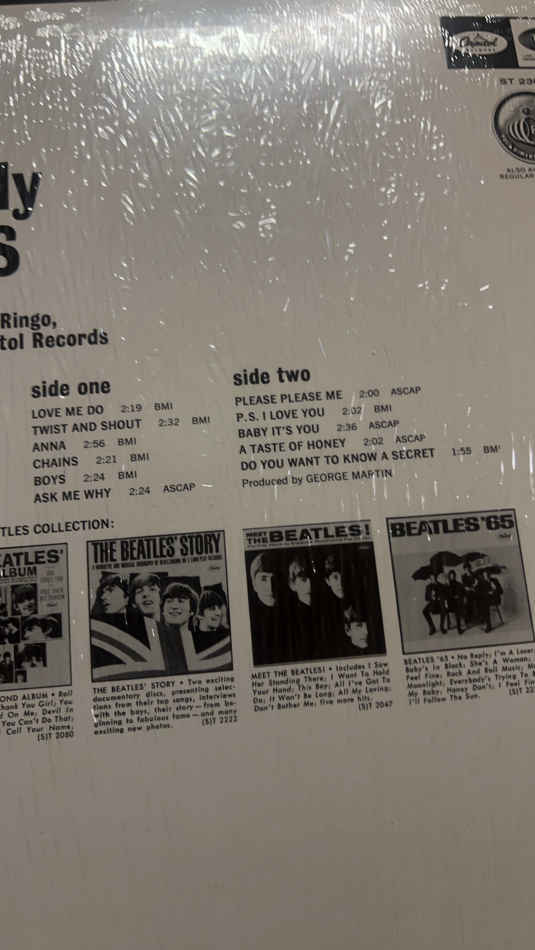 Capitol
RECORDS
ST 23
ALSO A
REGULAR
ly
S
Ringo,
tol Records
side one
LOVE ME DO 2:19 BMI
TWIST AND SHOUT 2:32 BMI
ANNA 2:56 BMI
CHAINS 2:21 BMI
BOYS 2:24 BMI
ASK ME WHY 2:24 ASCAP
side two
PLEASE PLEASE ME 2:00 ASCAP
P.S. I LOVE YOU 2:02 BMI
BABY IT'S YOU 2:36 ASCAP
A TASTE OF HONEY 2:02 ASCAP
DO YOU WANT TO KNOW A SECRET 1:55 BM
Produced by GEORGE MARTIN
TLES COLLECTION:
EATLES'
ALBUM
OND ALBUM • Roll
hank You Girl; You
d On Me, Devil In
You Can't Do That;
Call Your Name;
(S)T 2080
THE BEATLES' STORY
THE BEATLES' STORY • Two exciting
documentary discs, presenting selec-
tions from their top songs, interviews
with the boys, their story—from be-
ginning to fabulous fame—and many
exciting new photos. (S)T 2222
MEET
THE BEATLES!
MEET THE BEATLES! • Includes I Saw
Her Standing There; I Want To Hold
Your Hand; This Boy; All I've Got To
Do; It Won't Be Long; All My Loving;
Don't Bother Me; five more hits.
(S)T 2047
BEATLES '65
BEATLES '65 • No Reply; I'm A Loser
Baby's In Black, She's A Woman;
Feel Fine; Rock And Roll Music; M
Moonlight; Everybody's Trying To B
My Baby; Honey Don't; I Feel Fin
I'll Follow The Sun. (S)T 22